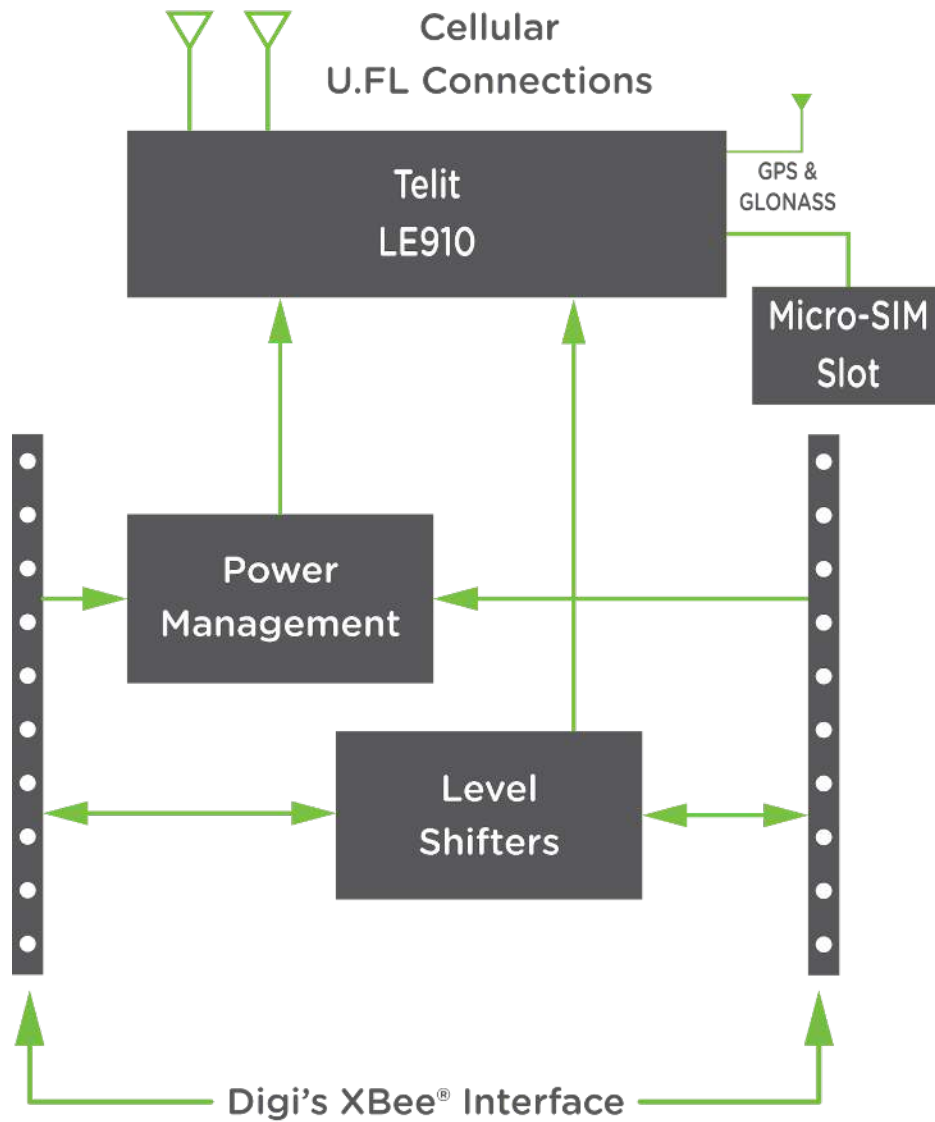 Cellular
U.FL Connections
Telit
LE910
GPS &
GLONASS
Micro-SIM
Slot
Power
Management
Level
Shifters
Digi's XBee® Interface